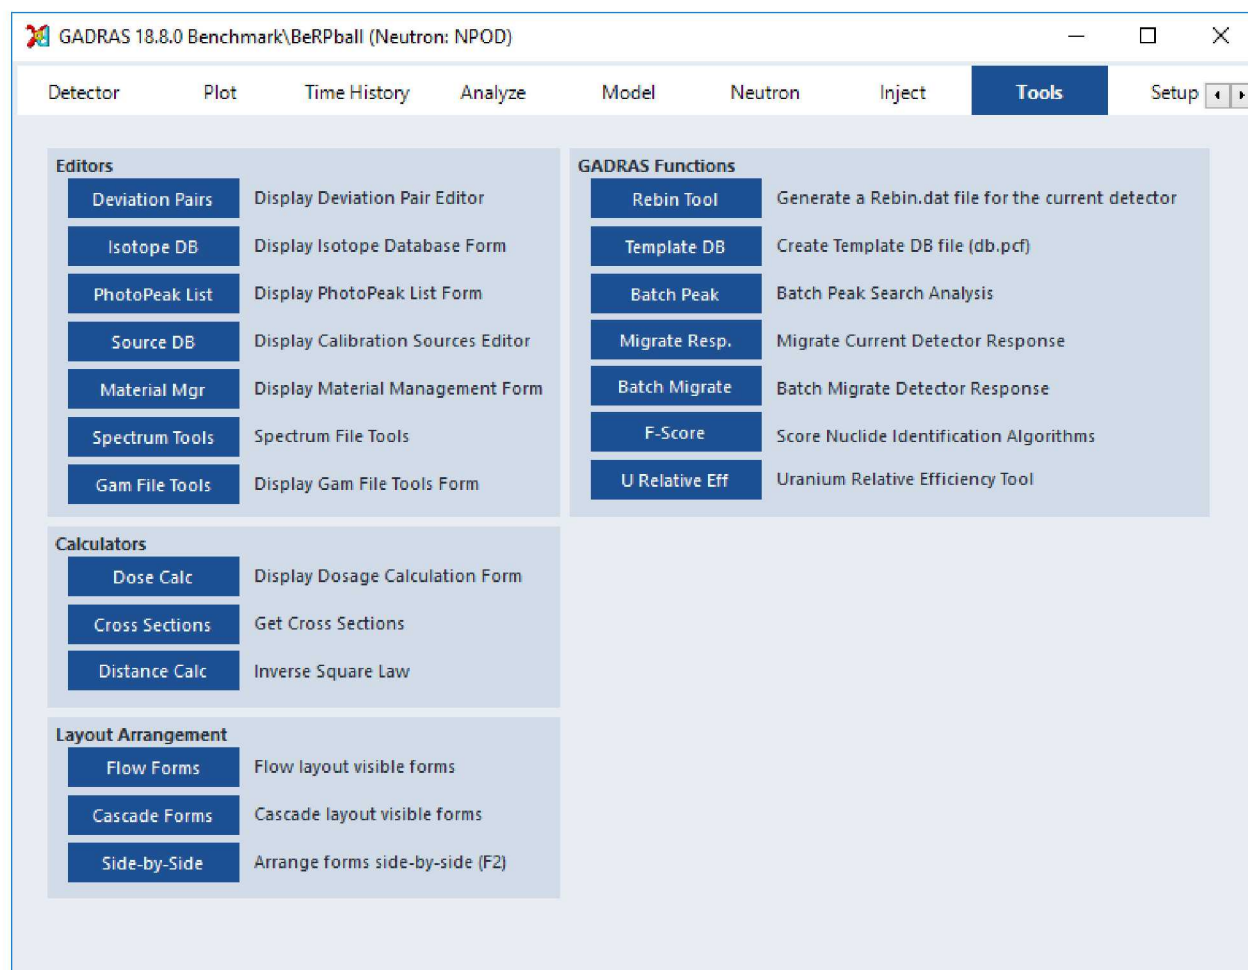 GADRAS 18.8.0 Benchmark\BeRPball (Neutron: NPOD)
Detector Plot Time History Analyze Model Neutron Inject Tools Setup
Editors
Deviation Pairs Display Deviation Pair Editor
Isotope DB Display Isotope Database Form
PhotoPeak List Display PhotoPeak List Form
Source DB Display Calibration Sources Editor
Material Mgr Display Material Management Form
Spectrum Tools Spectrum File Tools
Gam File Tools Display Gam File Tools Form
GADRAS Functions
Rebin Tool Generate a Rebin.dat file for the current detector
Template DB Create Template DB file (db.pcf)
Batch Peak Batch Peak Search Analysis
Migrate Resp. Migrate Current Detector Response
Batch Migrate Batch Migrate Detector Response
F-Score Score Nuclide Identification Algorithms
U Relative Eff Uranium Relative Efficiency Tool
Calculators
Dose Calc Display Dosage Calculation Form
Cross Sections Get Cross Sections
Distance Calc Inverse Square Law
Layout Arrangement
Flow Forms Flow layout visible forms
Cascade Forms Cascade layout visible forms
Side-by-Side Arrange forms side-by-side (F2)